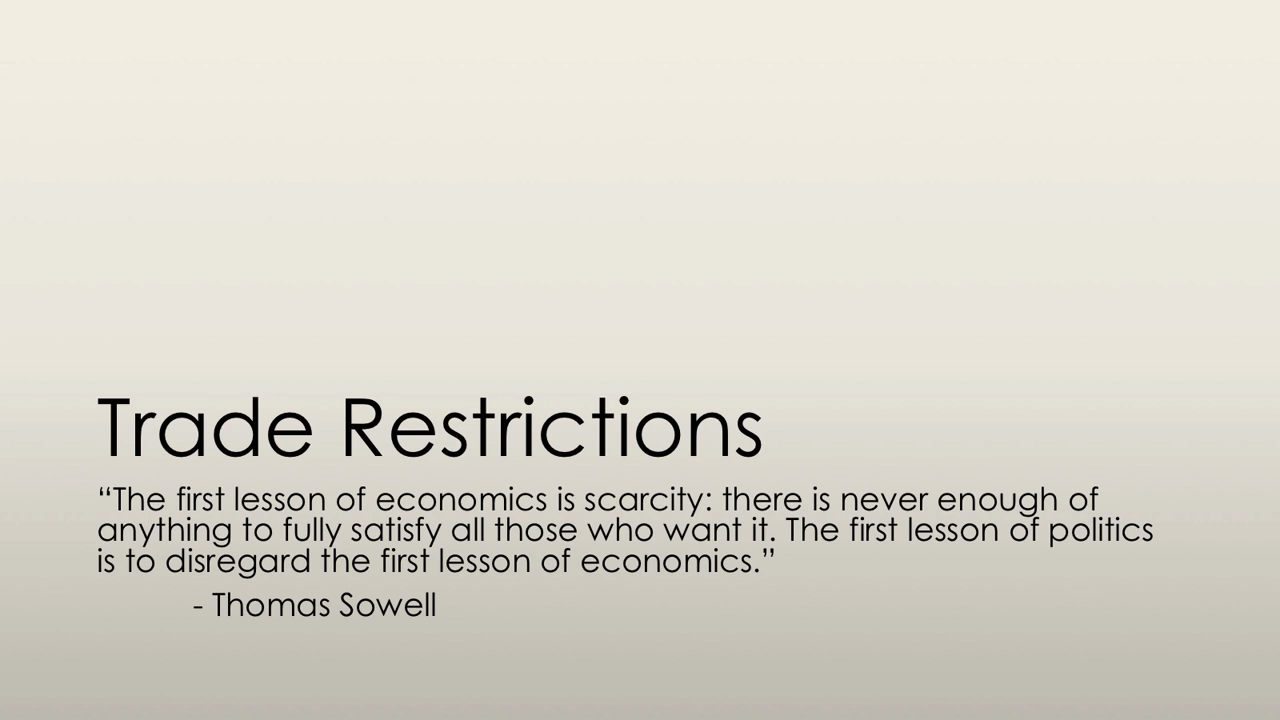 Trade Restrictions
“The first lesson of economics is scarcity: there is never enough of
anything to fully satisfy all those who want it. The first lesson of politics
is to disregard the first lesson of economics.”
- Thomas Sowell